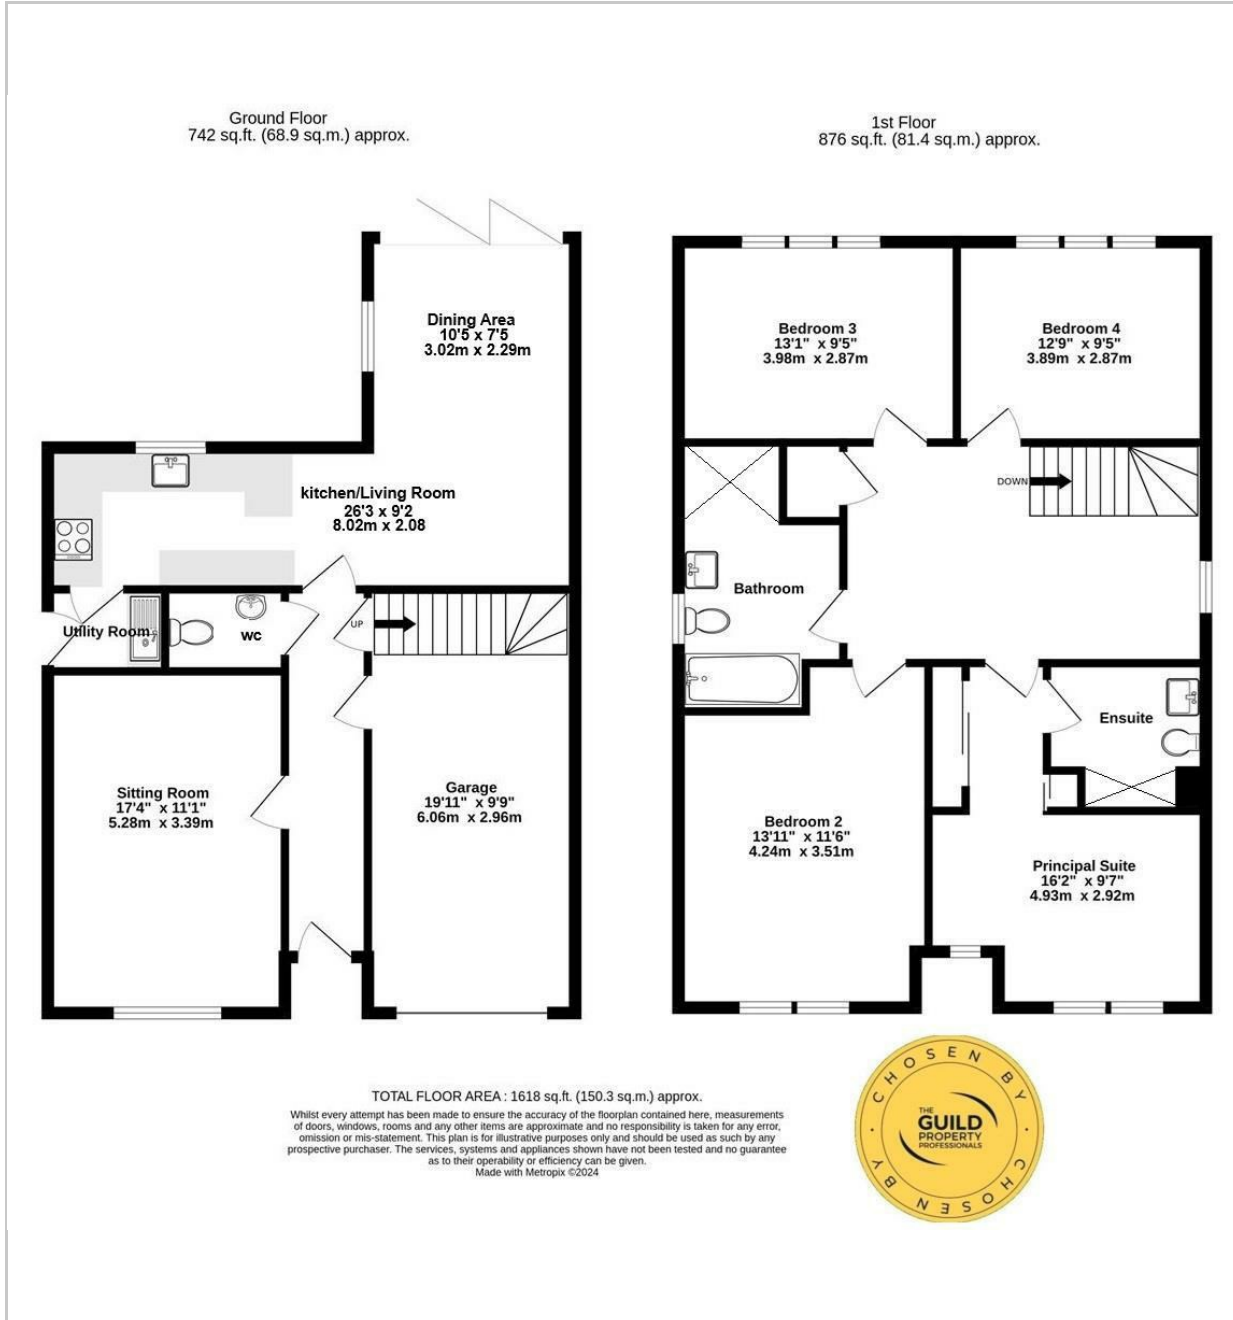 Ground Floor
742 sq.ft. (68.9 sq.m.) approx.
1st Floor
876 sq.ft. (81.4 sq.m.) approx.
Dining Area
10'5 x 7'5
3.02m x 2.29m
kitchen/Living Room
26'3 x 9'2
8.02m x 2.08
Utility Room
wc
UP
Sitting Room
17'4" x 11'1"
5.28m x 3.39m
Garage
19'11" x 9'9"
6.06m x 2.96m
Bedroom 3
13'1" x 9'5"
3.98m x 2.87m
Bedroom 4
12'9" x 9'5"
3.89m x 2.87m
DOWN
Bathroom
Ensuite
Bedroom 2
13'11" x 11'6"
4.24m x 3.51m
Principal Suite
16'2" x 9'7"
4.93m x 2.92m
TOTAL FLOOR AREA : 1618 sq.ft. (150.3 sq.m.) approx.
Whilst every attempt has been made to ensure the accuracy of the floorplan contained here, measurements
of doors, windows, rooms and any other items are approximate and no responsibility is taken for any error,
omission or mis-statement. This plan is for illustrative purposes only and should be used as such by any
prospective purchaser. The services, systems and appliances shown have not been tested and no guarantee
as to their operability or efficiency can be given.
Made with Metropix ©2024
· CHOSEN BY ·
THE
GUILD
PROPERTY
PROFESSIONALS
CHOSEN BY